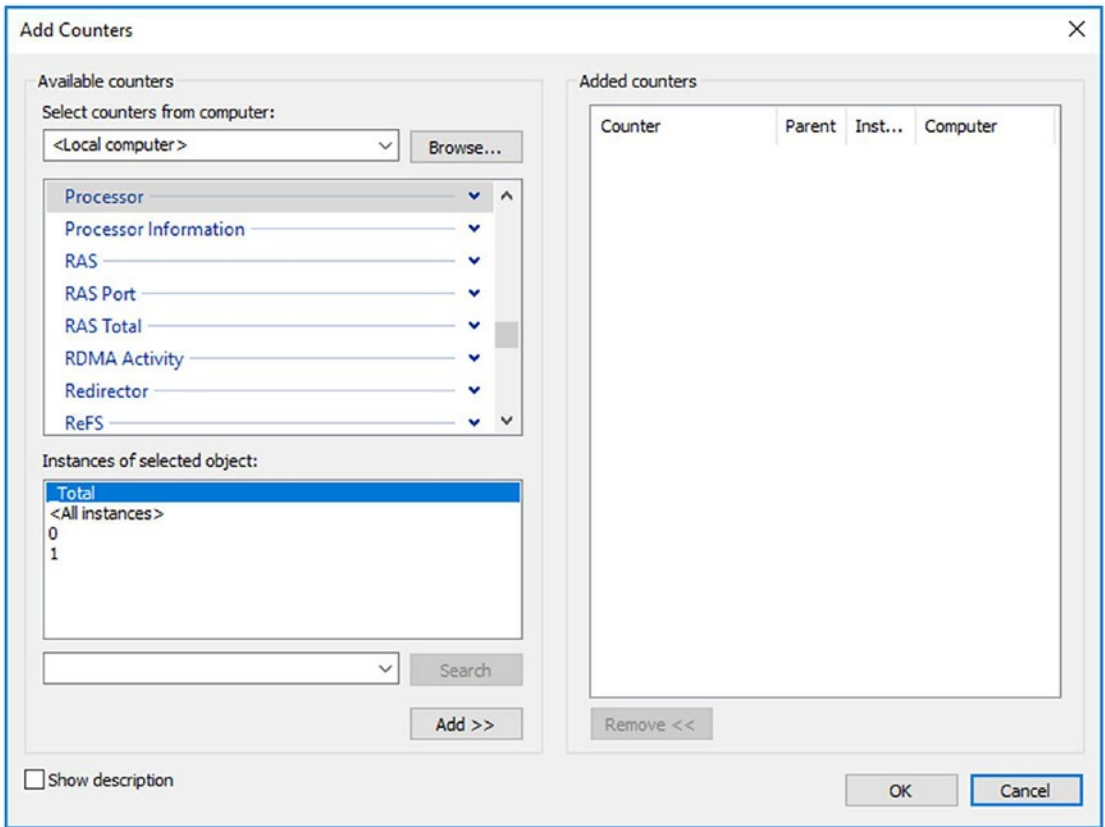 Add Counters
Available counters
Select counters from computer:
<Local computer>
Browse...
Processor
Processor Information
RAS
RAS Port
RAS Total
RDMA Activity
Redirector
ReFS
Instances of selected object:
_Total
<All instances>
0
1
Search
Add >>
Show description
Added counters
Counter Parent Inst... Computer
Remove <<
OK Cancel